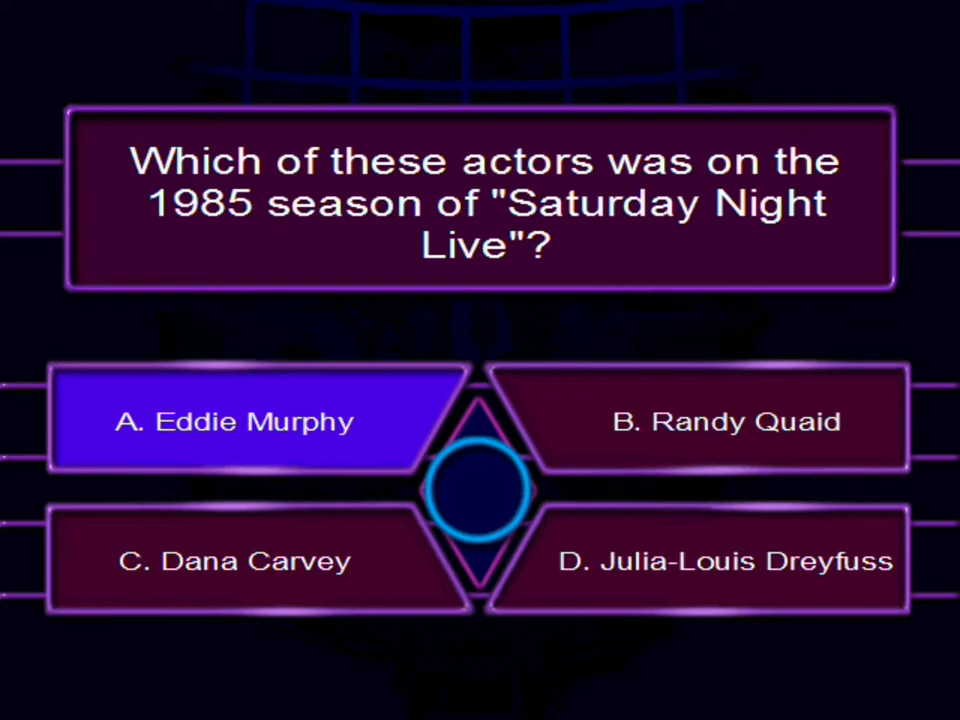 Which of these actors was on the
1985 season of "Saturday Night
Live"?
A. Eddie Murphy
B. Randy Quaid
C. Dana Carvey
D. Julia-Louis Dreyfuss